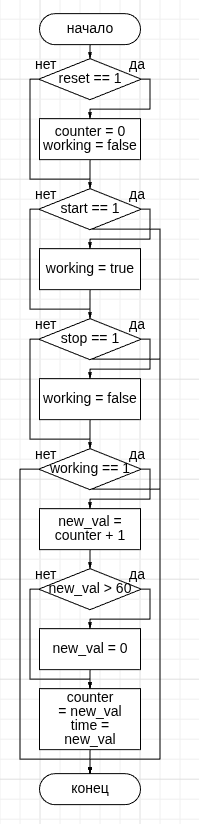 начало
нет
да
reset == 1
counter = 0
working = false
нет
да
start == 1
working = true
нет
да
stop == 1
working = false
нет
да
working == 1
new_val =
counter + 1
нет
да
new_val > 60
new_val = 0
counter
= new_val
time =
new_val
конец